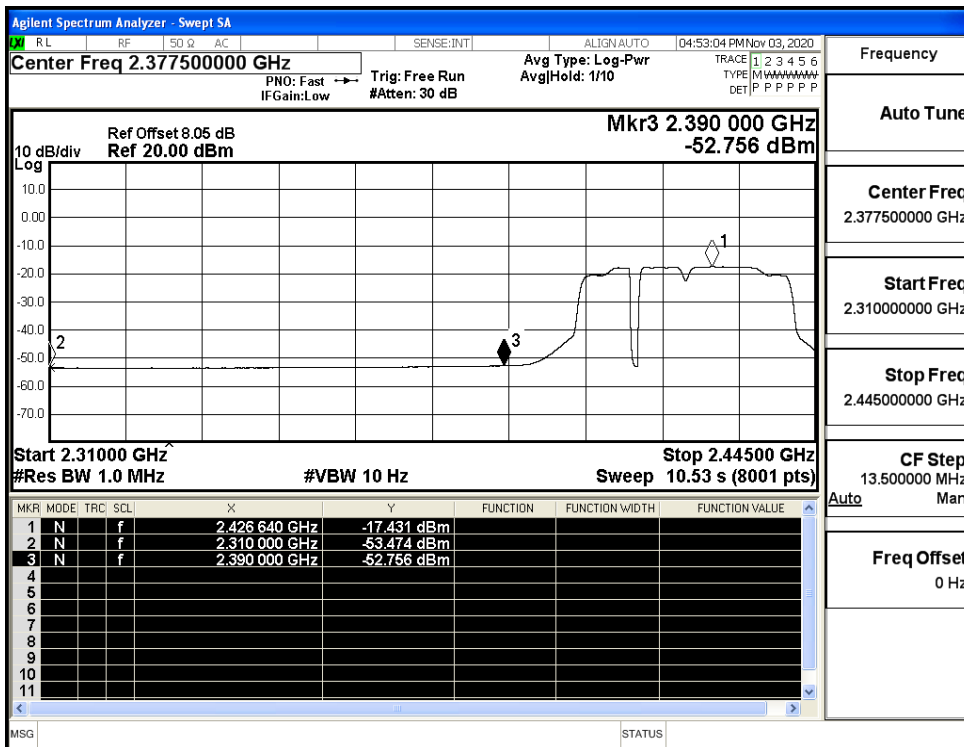 Agilent Spectrum Analyzer - Swept SA
LXI RL RF 50 Ω AC SENSE:INT ALIGN AUTO 04:53:04 PM Nov 03, 2020
Center Freq 2.377500000 GHz
PNO: Fast
IFGain:Low
Trig: Free Run
#Atten: 30 dB
Avg Type: Log-Pwr
Avg|Hold: 1/10
TRACE 1 2 3 4 5 6
TYPE M WWWWW
DET P P P P P P
Ref Offset 8.05 dB
10 dB/div Ref 20.00 dBm
Log
Mkr3 2.390 000 GHz
-52.756 dBm
10.0
0.00
-10.0
-20.0
-30.0
-40.0
-50.0
-60.0
-70.0
1
2
3
Start 2.31000 GHz Stop 2.44500 GHz
#Res BW 1.0 MHz #VBW 10 Hz Sweep 10.53 s (8001 pts)
MKR MODE TRC SCL X Y FUNCTION FUNCTION WIDTH FUNCTION VALUE
1 N f 2.426 640 GHz -17.431 dBm
2 N f 2.310 000 GHz -53.474 dBm
3 N f 2.390 000 GHz -52.756 dBm
4
5
6
7
8
9
10
11
MSG STATUS
Frequency
Auto Tune
Center Freq
2.377500000 GHz
Start Freq
2.310000000 GHz
Stop Freq
2.445000000 GHz
CF Step
13.500000 MHz
Auto Man
Freq Offset
0 Hz